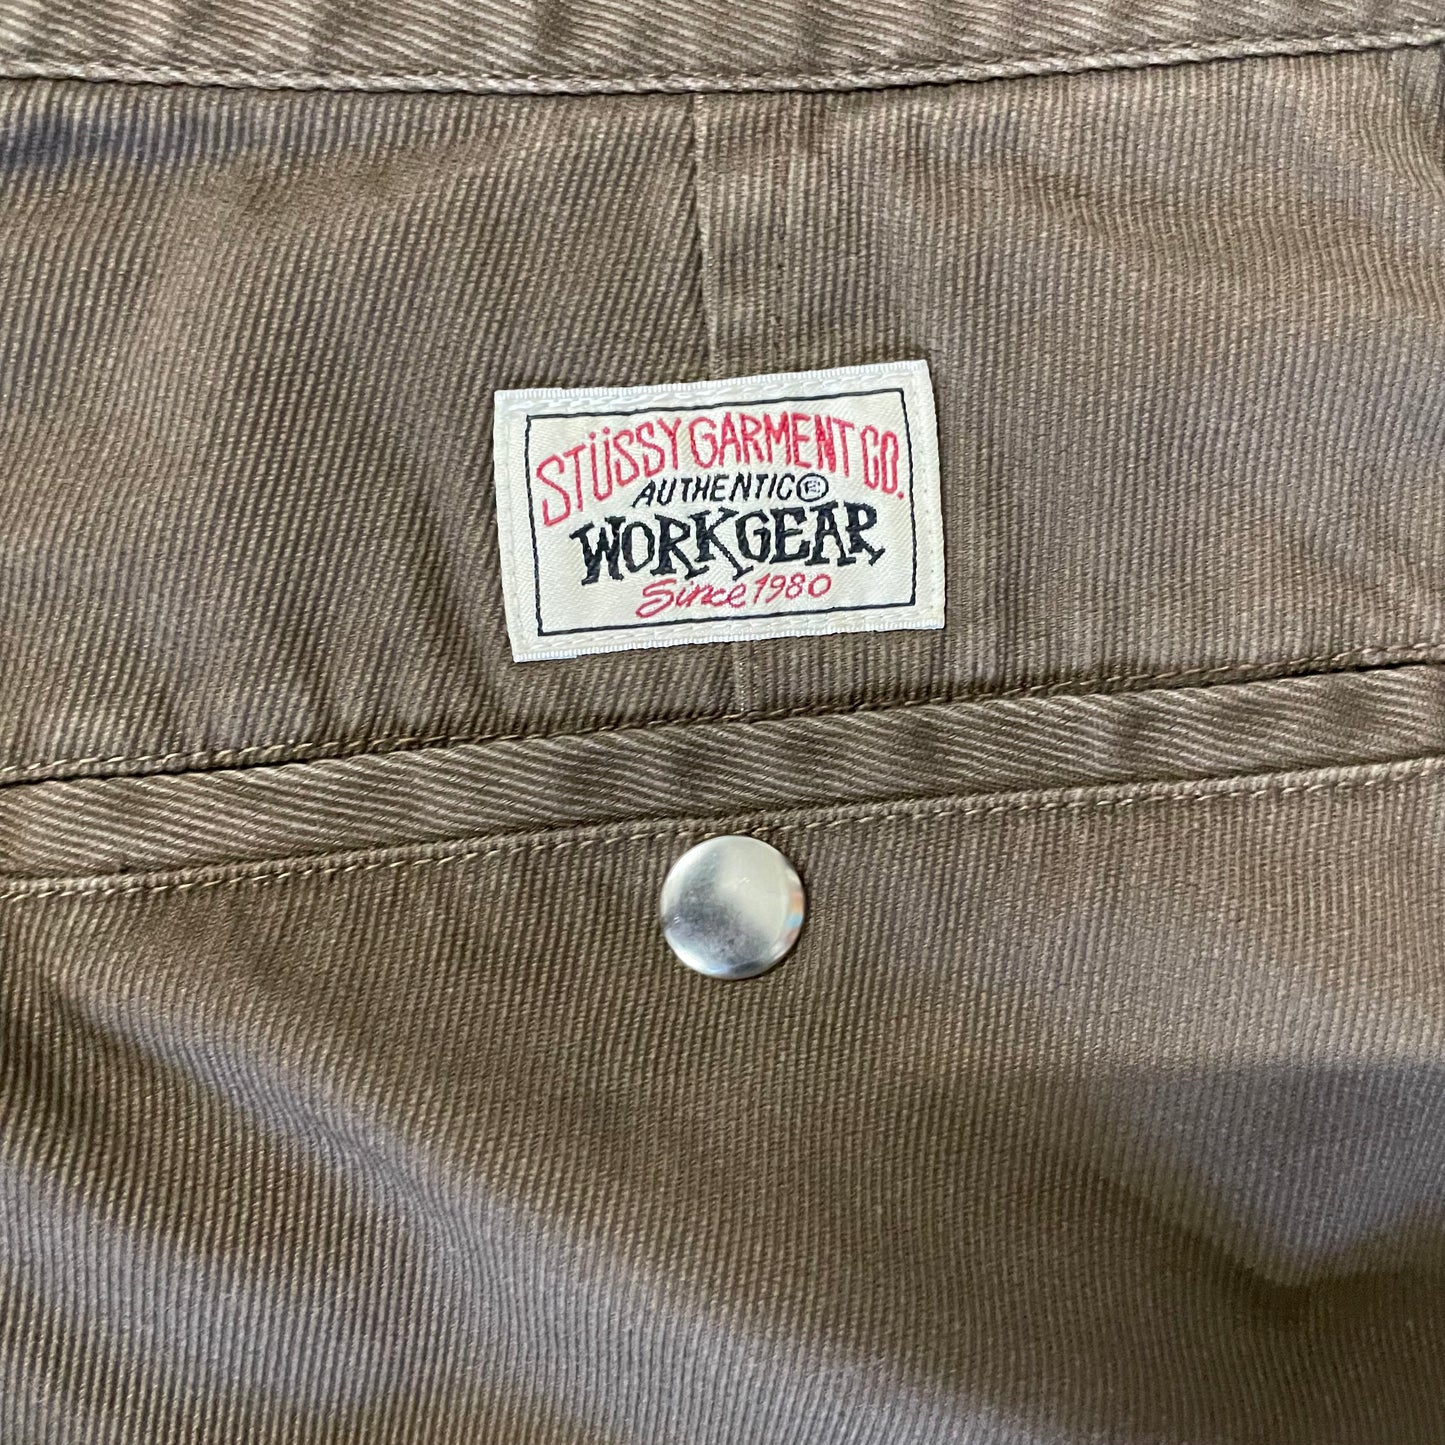 STÜSSY GARMENT CO.
AUTHENTIC®
WORKGEAR
Since 1980